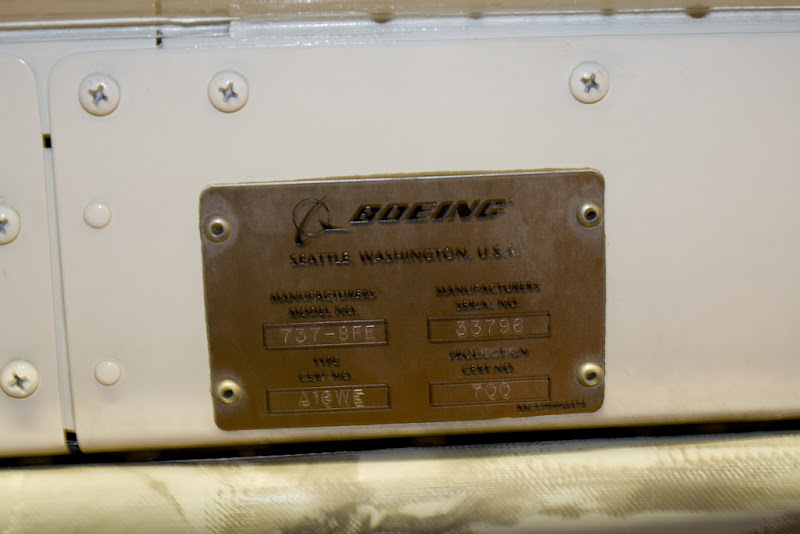 BOEING
SEATTLE, WASHINGTON, U.S.A.
MANUFACTURERS
MODEL NO.
737-8FE
MANUFACTURERS
SERIAL NO.
33796
TYPE
CERT NO.
A16WE
PRODUCTION
CERT NO.
700